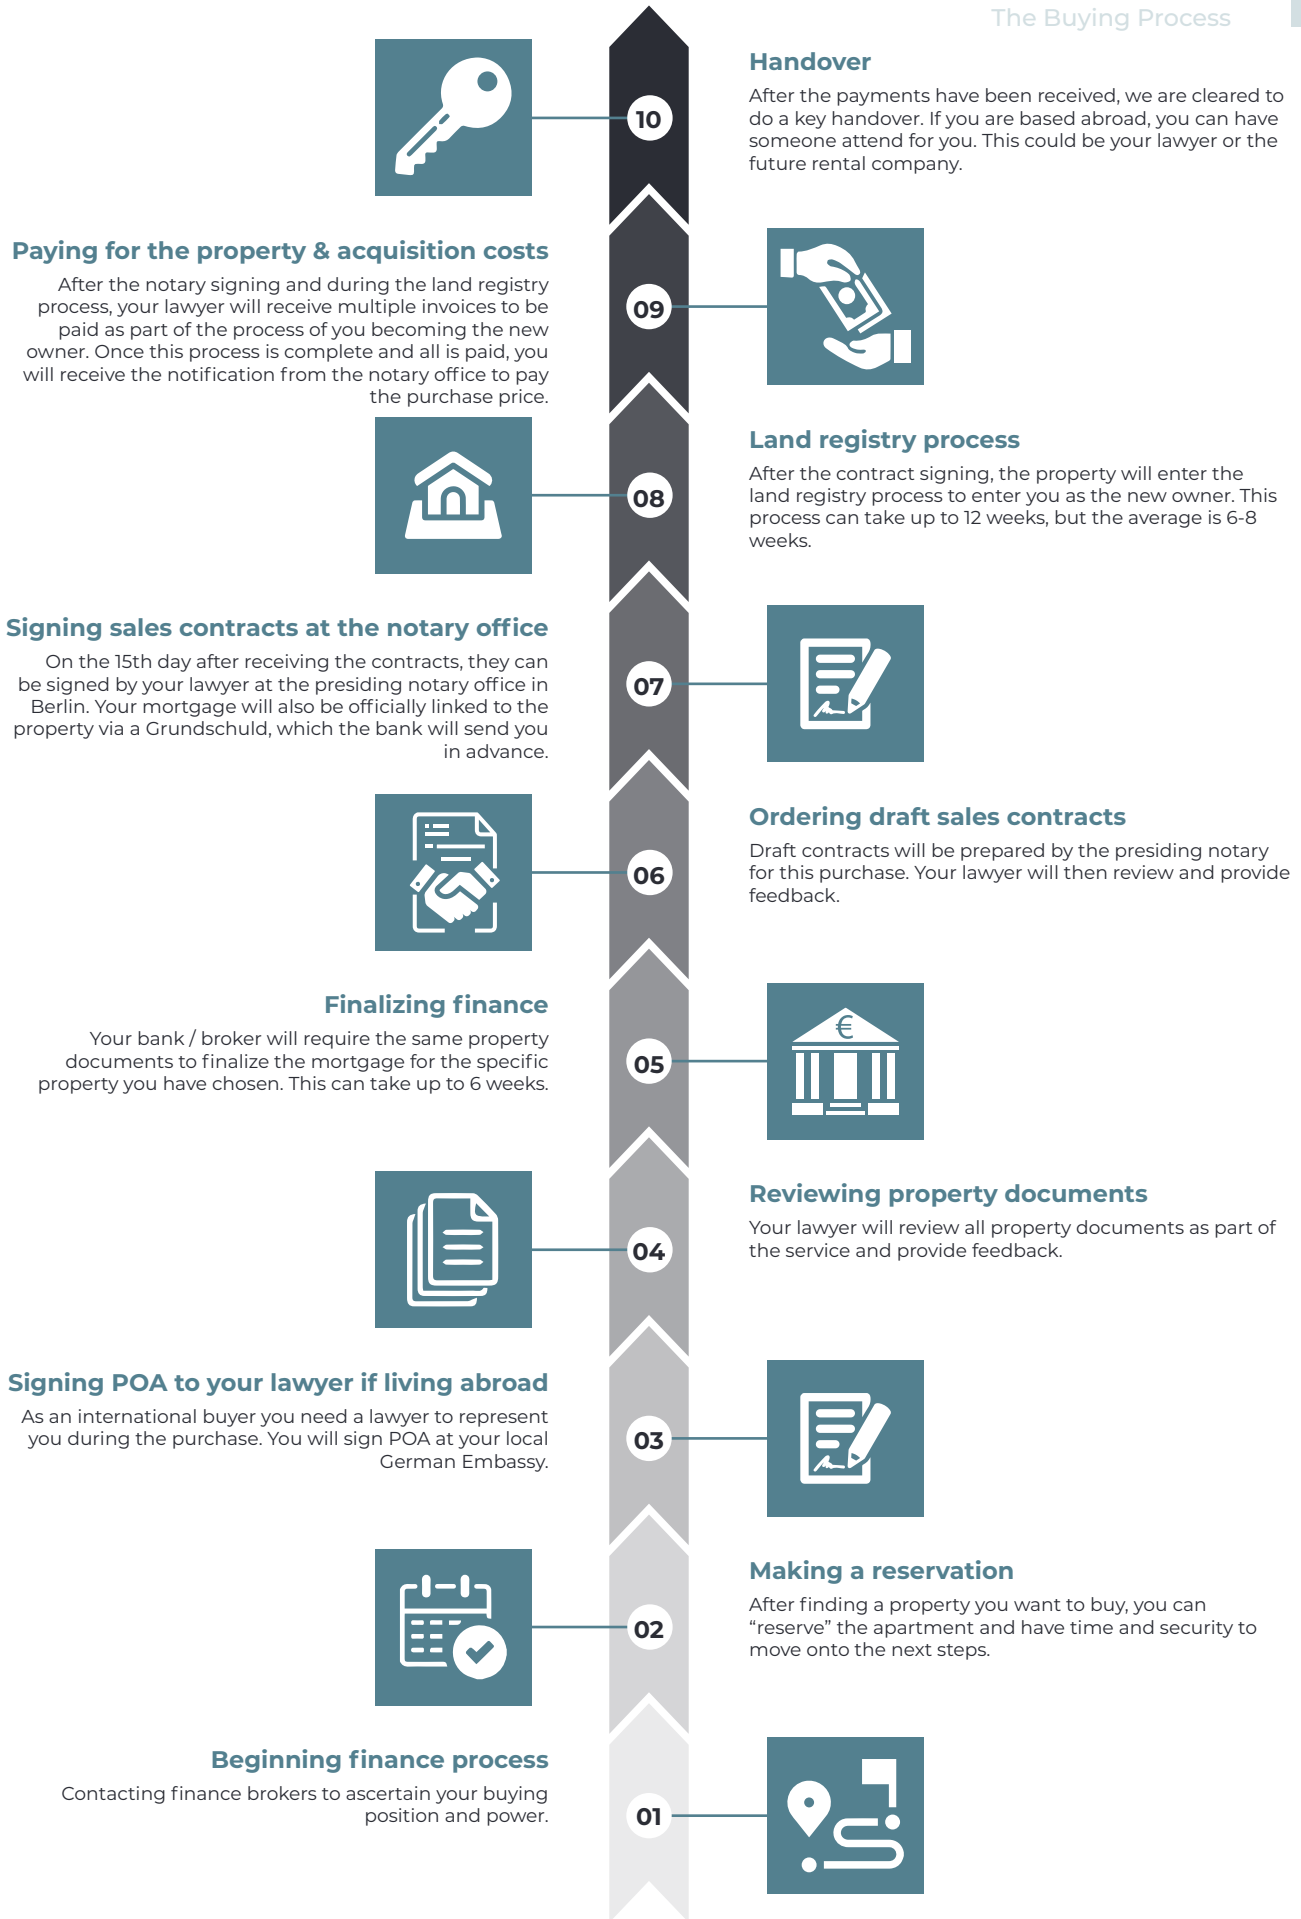 The Buying Process
10
Handover
After the payments have been received, we are cleared to
do a key handover. If you are based abroad, you can have
someone attend for you. This could be your lawyer or the
future rental company.
Paying for the property & acquisition costs
After the notary signing and during the land registry
process, your lawyer will receive multiple invoices to be
paid as part of the process of you becoming the new
owner. Once this process is complete and all is paid, you
will receive the notification from the notary office to pay
the purchase price.
09
08
Land registry process
After the contract signing, the property will enter the
land registry process to enter you as the new owner. This
process can take up to 12 weeks, but the average is 6-8
weeks.
Signing sales contracts at the notary office
On the 15th day after receiving the contracts, they can
be signed by your lawyer at the presiding notary office in
Berlin. Your mortgage will also be officially linked to the
property via a Grundschuld, which the bank will send you
in advance.
07
06
Ordering draft sales contracts
Draft contracts will be prepared by the presiding notary
for this purchase. Your lawyer will then review and provide
feedback.
Finalizing finance
Your bank / broker will require the same property
documents to finalize the mortgage for the specific
property you have chosen. This can take up to 6 weeks.
05
€
04
Reviewing property documents
Your lawyer will review all property documents as part of
the service and provide feedback.
Signing POA to your lawyer if living abroad
As an international buyer you need a lawyer to represent
you during the purchase. You will sign POA at your local
German Embassy.
03
02
Making a reservation
After finding a property you want to buy, you can
“reserve” the apartment and have time and security to
move onto the next steps.
Beginning finance process
Contacting finance brokers to ascertain your buying
position and power.
01